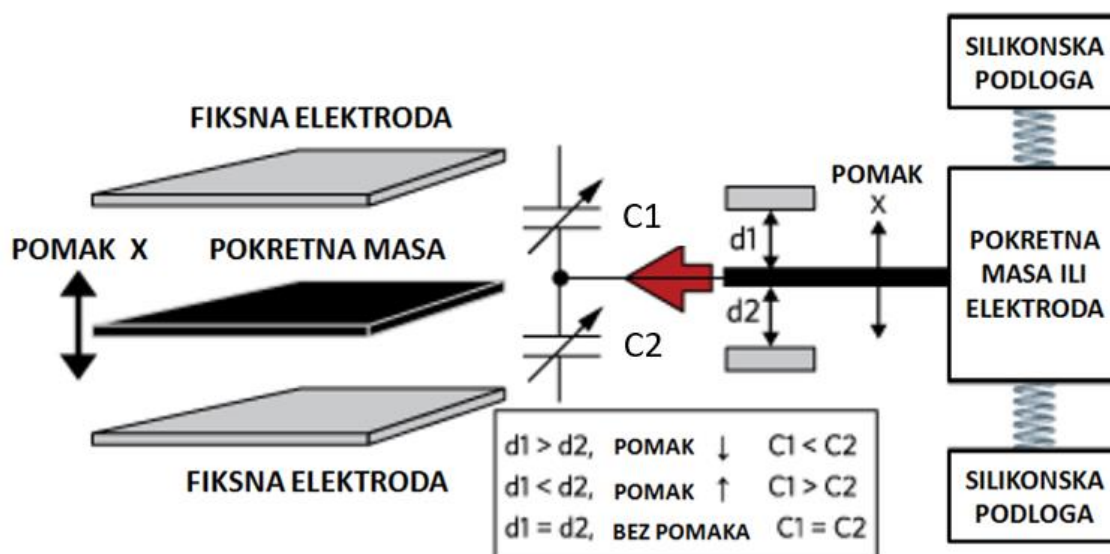 FIKSNA ELEKTRODA
POMAK X
POKRETNA MASA
FIKSNA ELEKTRODA
C1
C2
d1
d2
POMAK
X
SILIKONSKA
PODLOGA
POKRETNA
MASA ILI
ELEKTRODA
SILIKONSKA
PODLOGA
d1 > d2, POMAK ↓ C1 < C2
d1 < d2, POMAK ↑ C1 > C2
d1 = d2, BEZ POMAKA C1 = C2